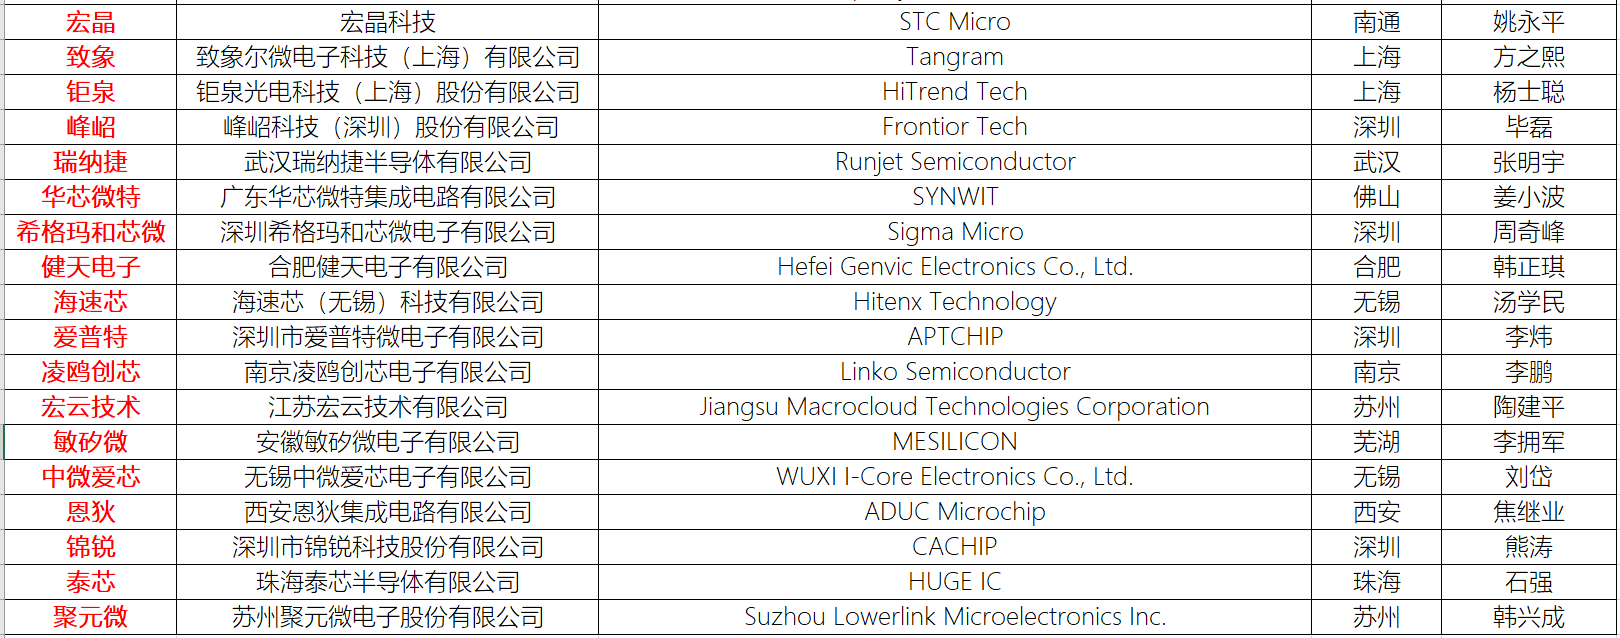 宏晶 宏晶科技 STC Micro 南通 姚永平
致象 致象尔微电子科技（上海）有限公司 Tangram 上海 方之熙
钜泉 钜泉光电科技（上海）股份有限公司 HiTrend Tech 上海 杨士聪
峰岹 峰岹科技（深圳）股份有限公司 Frontior Tech 深圳 毕磊
瑞纳捷 武汉瑞纳捷半导体有限公司 Runjet Semiconductor 武汉 张明宇
华芯微特 广东华芯微特集成电路有限公司 SYNWIT 佛山 姜小波
希格玛和芯微 深圳希格玛和芯微电子有限公司 Sigma Micro 深圳 周奇峰
健天电子 合肥健天电子有限公司 Hefei Genvic Electronics Co., Ltd. 合肥 韩正琪
海速芯 海速芯（无锡）科技有限公司 Hitenx Technology 无锡 汤学民
爱普特 深圳市爱普特微电子有限公司 APTCHIP 深圳 李炜
凌鸥创芯 南京凌鸥创芯电子有限公司 Linko Semiconductor 南京 李鹏
宏云技术 江苏宏云技术有限公司 Jiangsu Macrocloud Technologies Corporation 苏州 陶建平
敏矽微 安徽敏矽微电子有限公司 MESILICON 芜湖 李拥军
中微爱芯 无锡中微爱芯电子有限公司 WUXI I-Core Electronics Co., Ltd. 无锡 刘岱
恩狄 西安恩狄集成电路有限公司 ADUC Microchip 西安 焦继业
锦锐 深圳市锦锐科技股份有限公司 CACHIP 深圳 熊涛
泰芯 珠海泰芯半导体有限公司 HUGE IC 珠海 石强
聚元微 苏州聚元微电子股份有限公司 Suzhou Lowerlink Microelectronics Inc. 苏州 韩兴成